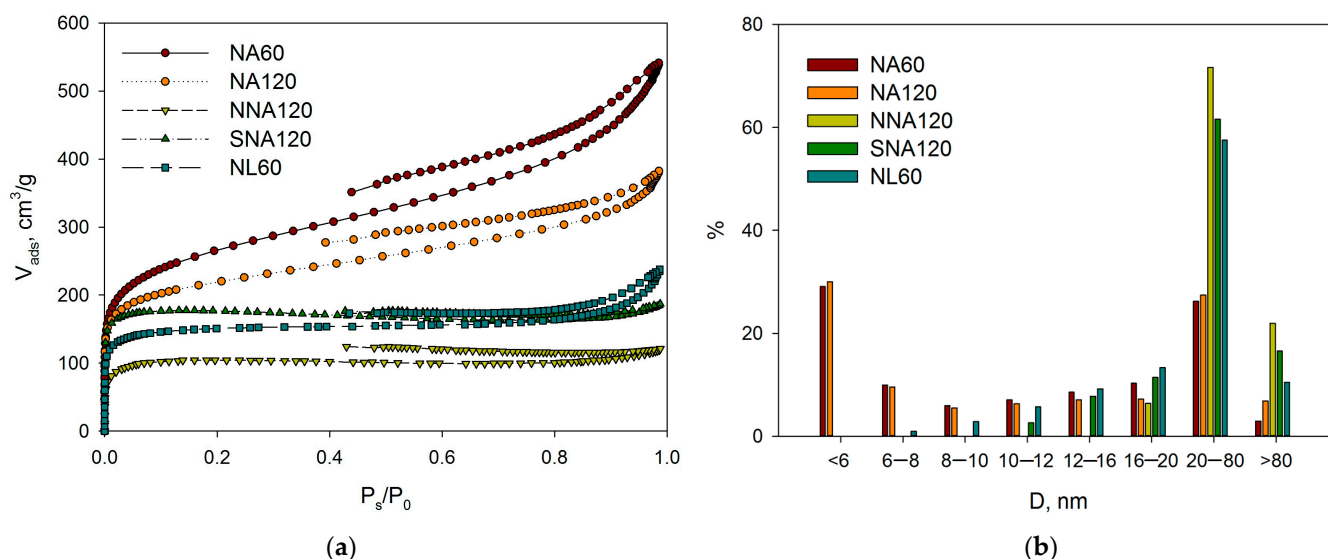 600
500
400
300
200
100
0
V_ads, cm³/g
NA60
NA120
NNA120
SNA120
NL60
0.0 0.2 0.4 0.6 0.8 1.0
P_s/P_0
(a)
80
60
40
20
0
%
NA60
NA120
NNA120
SNA120
NL60
<6 6–8 8–10 10–12 12–16 16–20 20–80 >80
D, nm
(b)